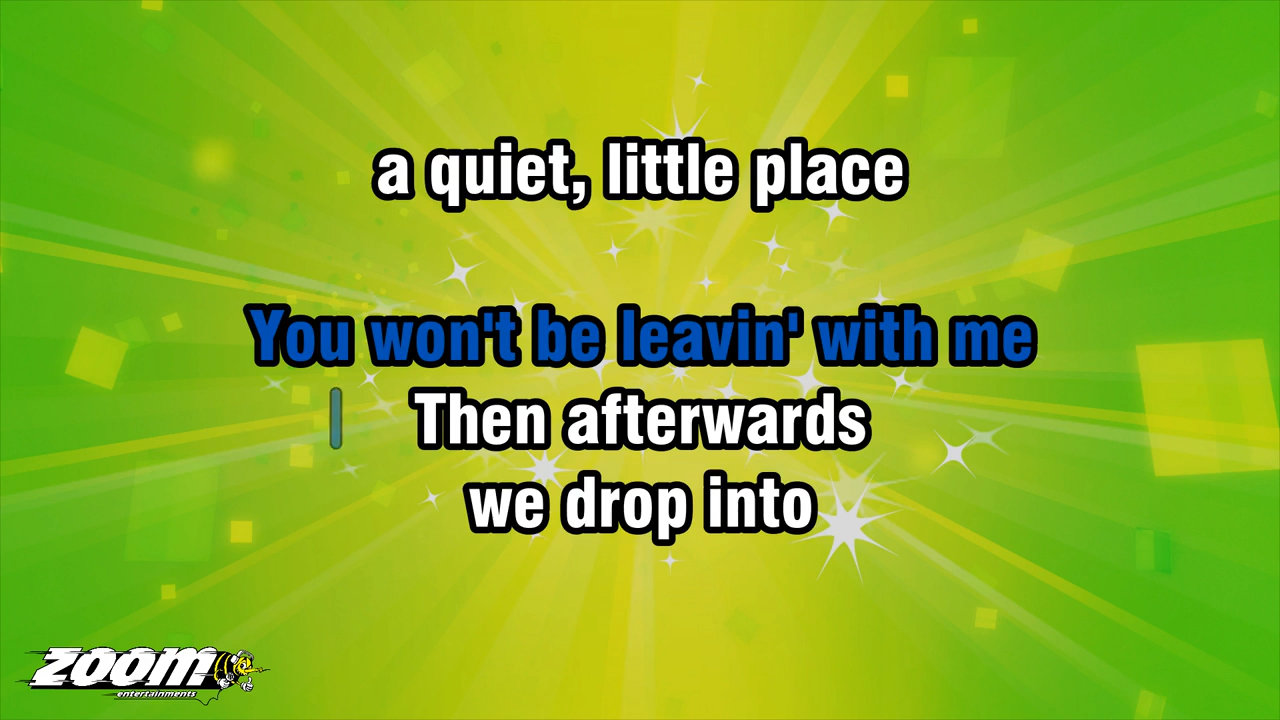 a quiet, little place
You won't be leavin' with me
Then afterwards
we drop into
ZOOM
entertainments